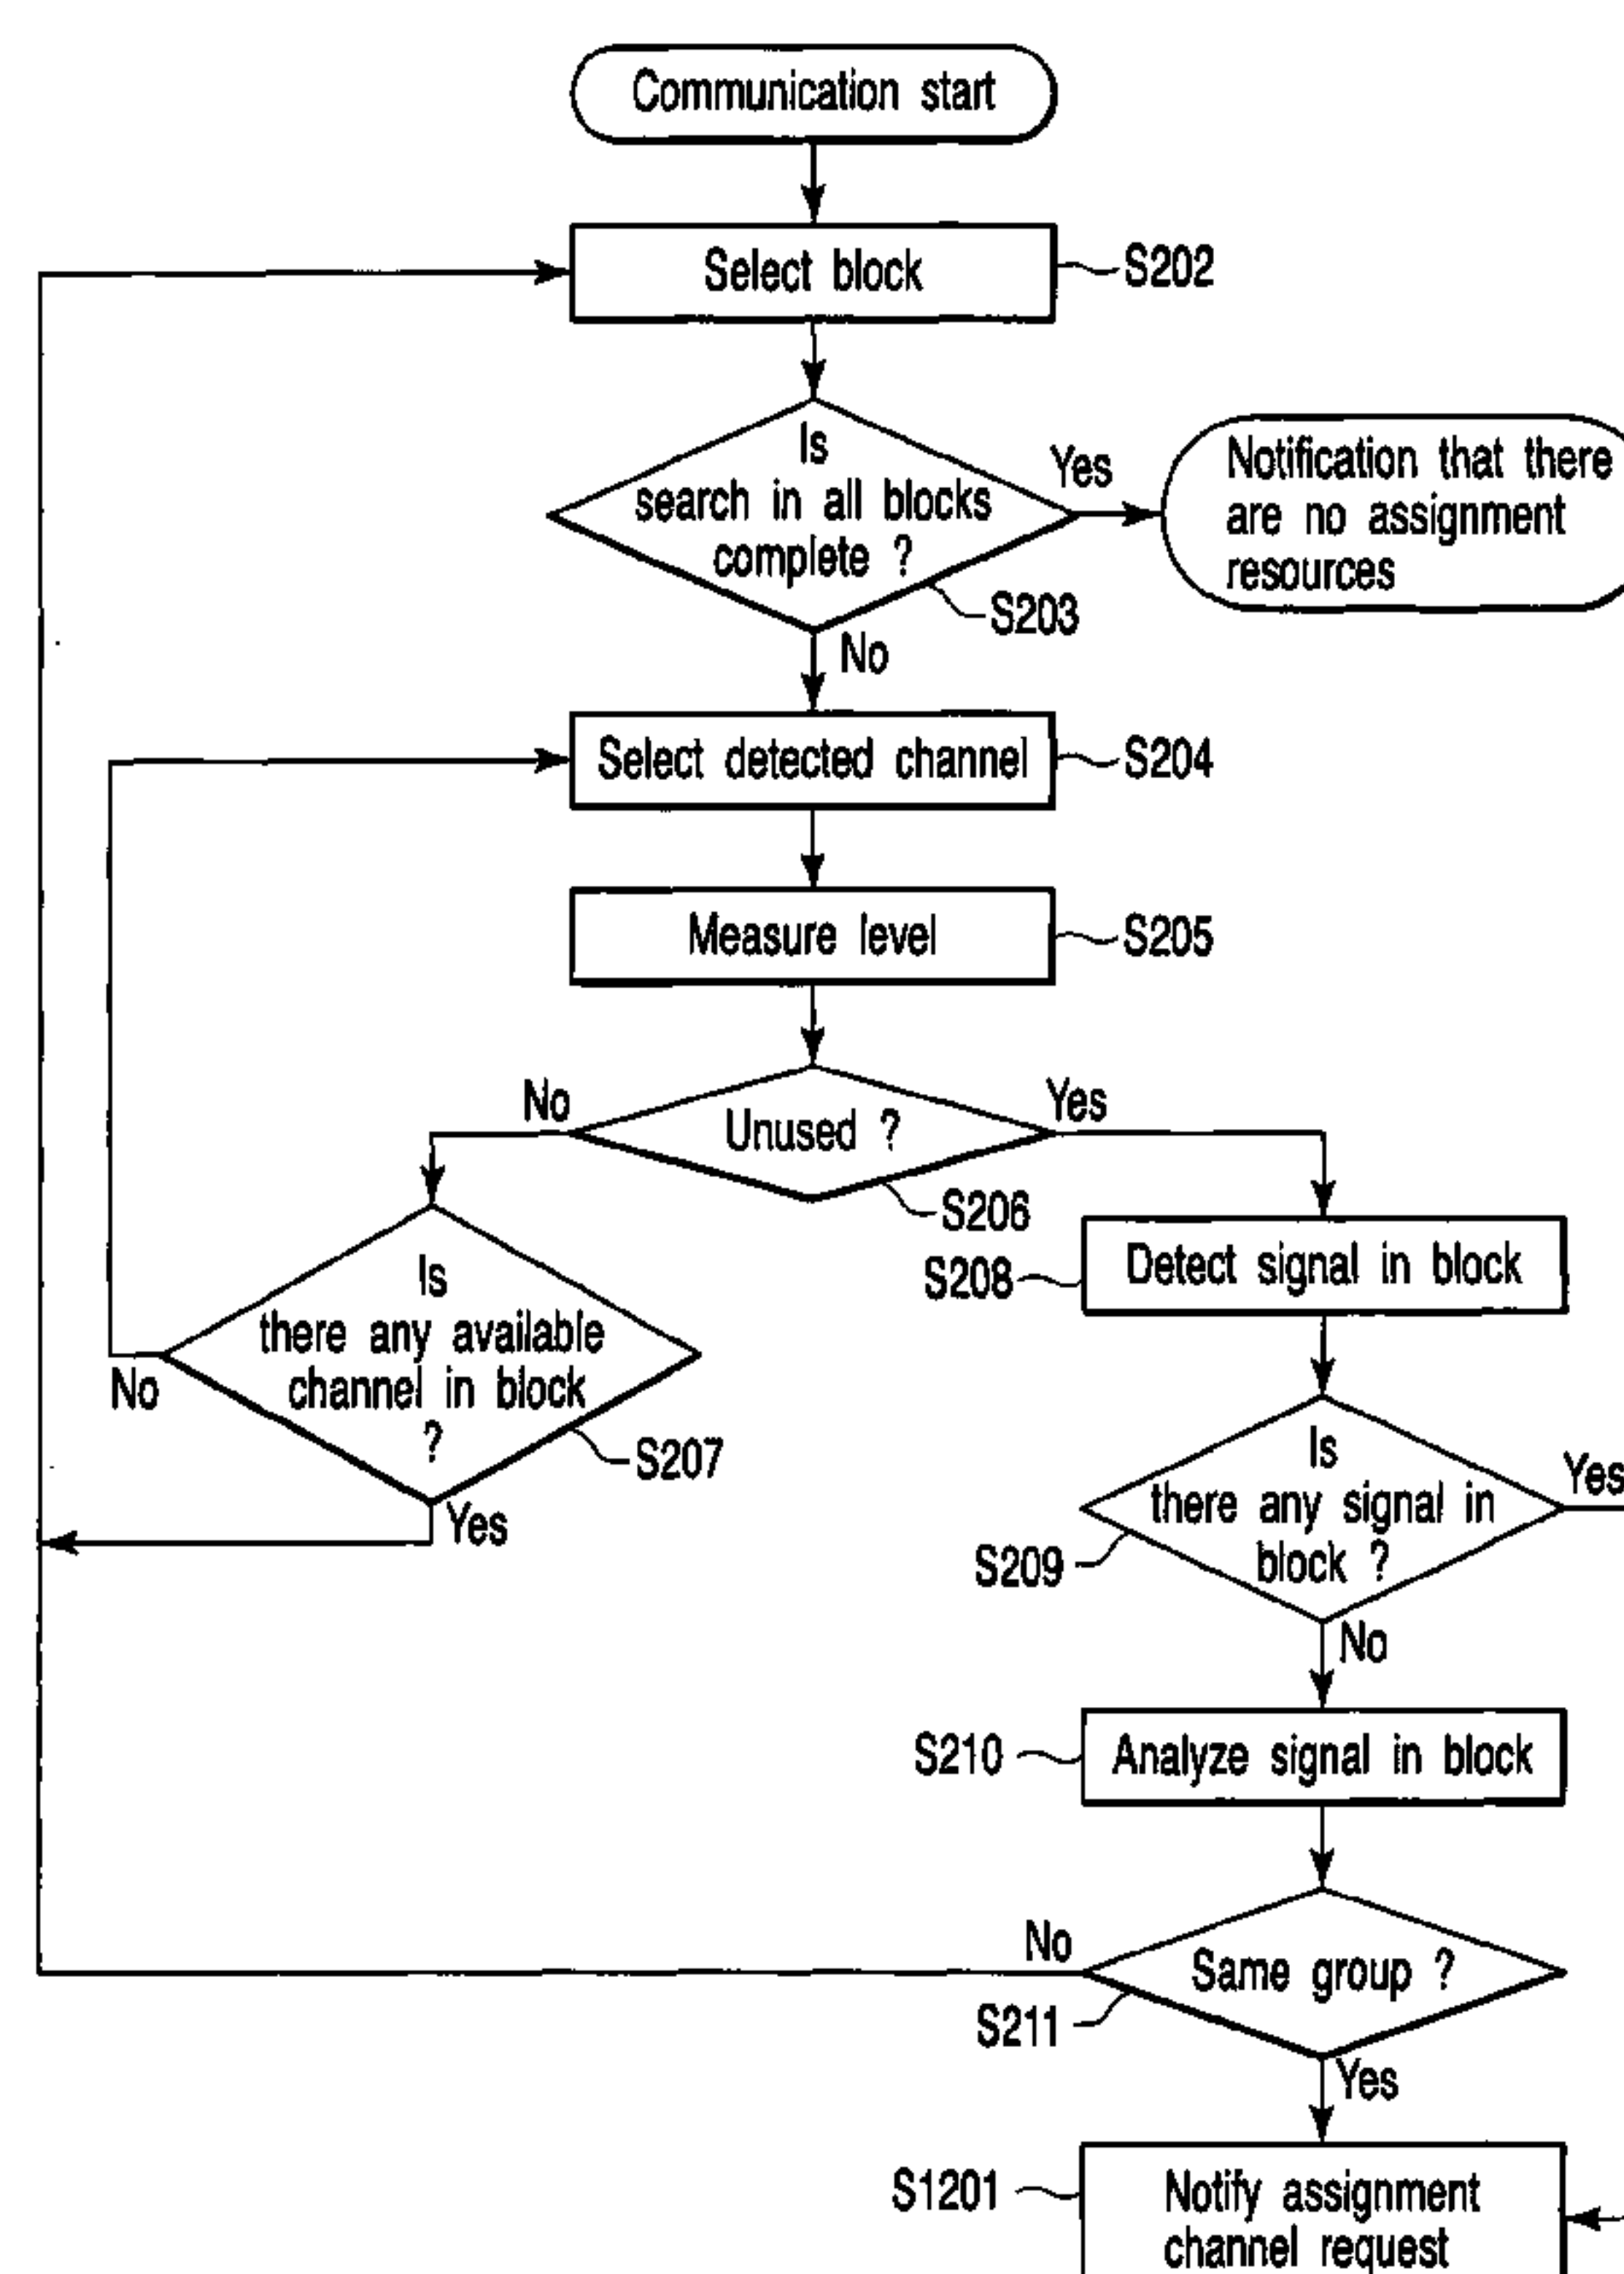 Communication start
Select block
S202
Is
search in all blocks
complete ?
Yes
Notification that there
are no assignment
resources
S203
No
Select detected channel
S204
Measure level
S205
No
Unused ?
Yes
S206
Is
there any available
channel in block
?
No
S207
Yes
S208
Detect signal in block
Is
there any signal in
block ?
Yes
S209
No
S210
Analyze signal in block
No
Same group ?
S211
Yes
S1201
Notify assignment
channel request